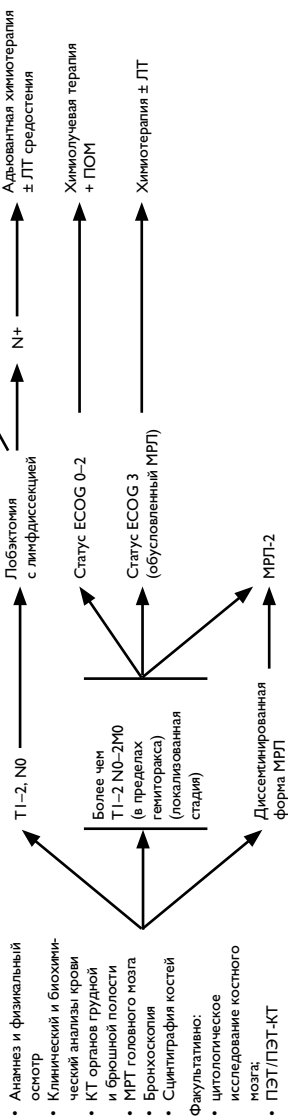 • Анамнез и физикальный
осмотр
• Клинический и биохими-
ческий анализы крови
• КТ органов грудной
и брюшной полости
• МРТ головного мозга
• Бронхоскопия
• Сцинтиграфия костей
Факультативно:
• цитологическое
исследование костного
мозга;
• ПЭТ/ПЭТ-КТ
T1–2, N0
Более чем
T1–2 N0–2M0
(в пределах
гемиторакса)
(локализованная
стадия)
Диссеминированная
форма МРЛ
Лобэктомия
с лимфдиссекцией
Статус ECOG 0–2
Статус ECOG 3
(обусловленный МРЛ)
МРЛ-2
N+
Адъювантная химиотерапия
± ЛТ средостения
Химиолучевая терапия
+ ПОМ
Химиотерапия ± ЛТ